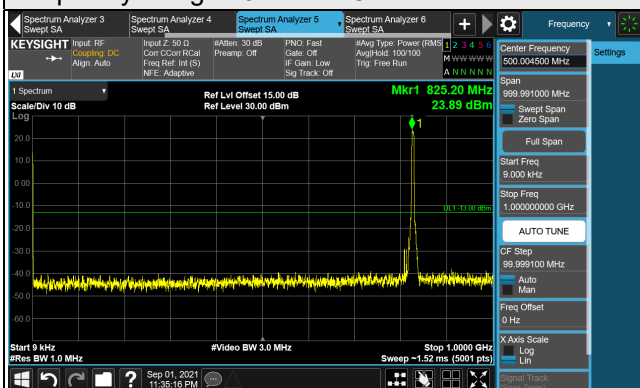 Spectrum Analyzer 3
Swept SA
Spectrum Analyzer 4
Swept SA
Spectrum Analyzer 5
Swept SA
Spectrum Analyzer 6
Swept SA
+
Frequency
KEYSIGHT
LXI
Input: RF
Coupling: DC
Align: Auto
Input Z: 50 Ω
Corr CCorr RCal
Freq Ref: Int (S)
NFE: Adaptive
#Atten: 30 dB
Preamp: Off
PNO: Fast
Gate: Off
IF Gain: Low
Sig Track: Off
#Avg Type: Power (RMS
Avg|Hold: 100/100
Trig: Free Run
1 2 3 4 5 6
M W W W W W
A N N N N N
Center Frequency
500.004500 MHz
Settings
1 Spectrum
Scale/Div 10 dB
Log
Ref Lvl Offset 15.00 dB
Ref Level 30.00 dBm
Mkr1 825.20 MHz
23.89 dBm
Span
999.991000 MHz
Swept Span
Zero Span
Full Span
Start Freq
9.000 kHz
Stop Freq
1.000000000 GHz
AUTO TUNE
CF Step
99.999100 MHz
Auto
Man
Freq Offset
0 Hz
X Axis Scale
Log
Lin
Signal Track
1
20.0
10.0
0.00
-10.0
DL1 -13.00 dBm
-20.0
-30.0
-40.0
-50.0
-60.0
Start 9 kHz
#Res BW 1.0 MHz
#Video BW 3.0 MHz
Stop 1.0000 GHz
Sweep ~1.52 ms (5001 pts)
?
Sep 01, 2021
11:35:16 PM